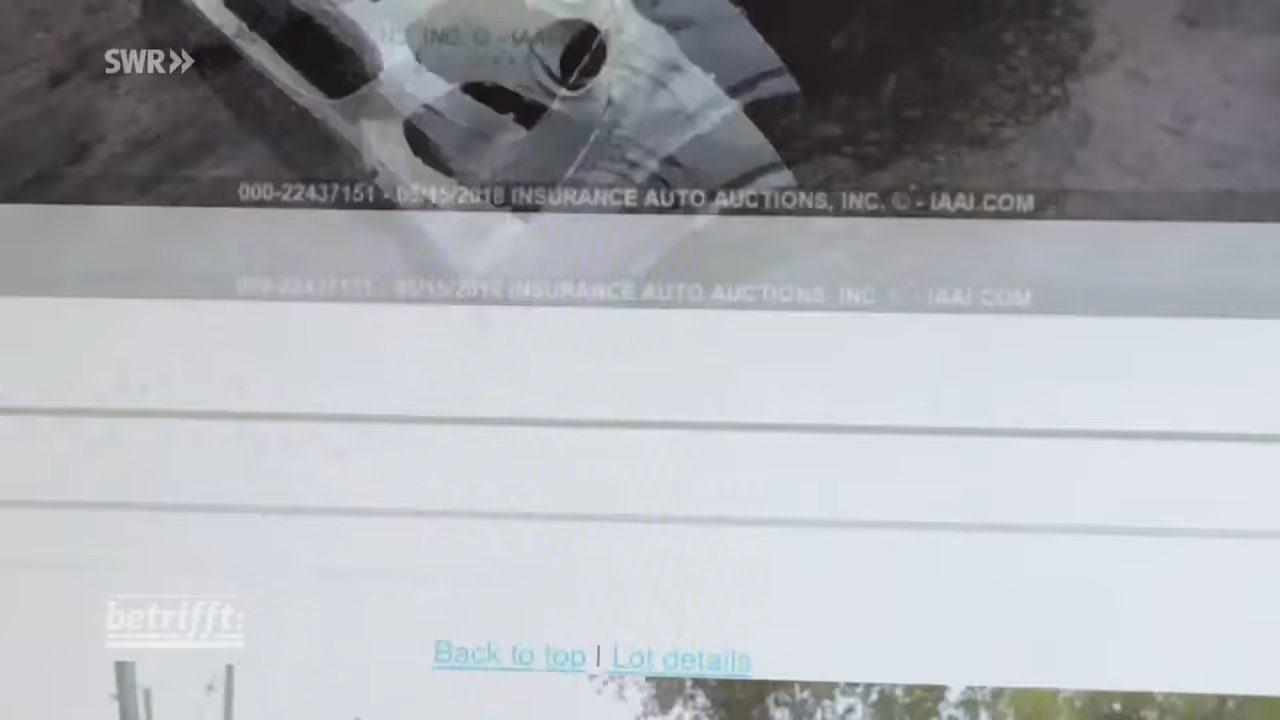 SWR»
000-22437151 - 05/15/2018 INSURANCE AUTO AUCTIONS, INC. © - IAAI.COM
000-22437151 - 05/15/2018 INSURANCE AUTO AUCTIONS, INC. © - IAAI.COM
betrifft:
Back to top | Lot details